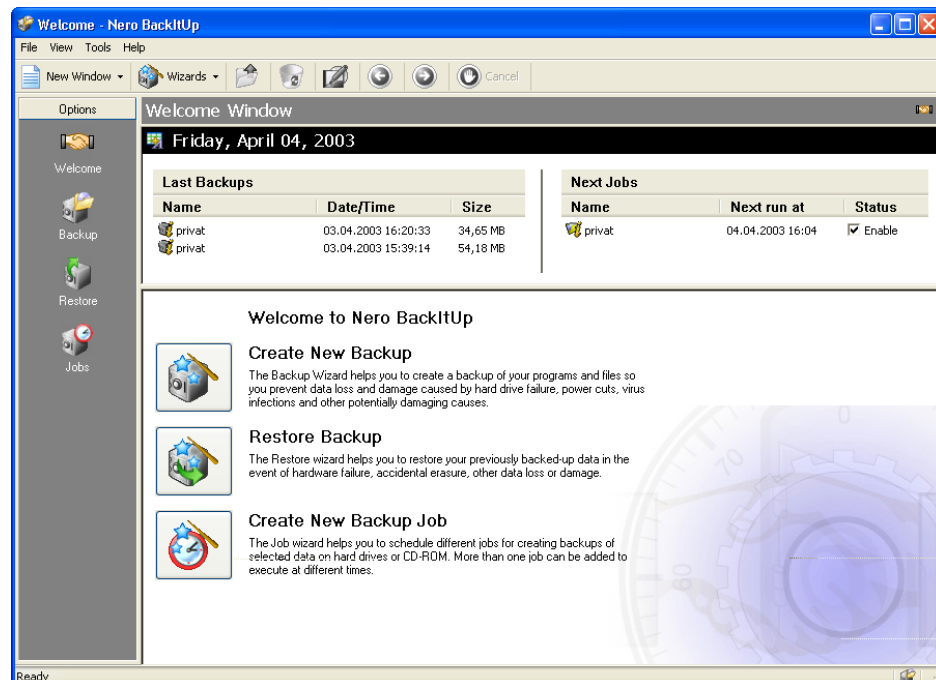 Welcome - Nero BackItUp
File View Tools Help
New Window Wizards Cancel
Options
Welcome Window
Friday, April 04, 2003
Welcome
Backup
Restore
Jobs
Last Backups
Name Date/Time Size
privat 03.04.2003 16:20:33 34,65 MB
privat 03.04.2003 15:39:14 54,18 MB
Next Jobs
Name Next run at Status
privat 04.04.2003 16:04 Enable
Welcome to Nero BackItUp
Create New Backup
The Backup Wizard helps you to create a backup of your programs and files so
you prevent data loss and damage caused by hard drive failure, power cuts, virus
infections and other potentially damaging causes.
Restore Backup
The Restore wizard helps you to restore your previously backed-up data in the
event of hardware failure, accidental erasure, other data loss or damage.
Create New Backup Job
The Job wizard helps you to schedule different jobs for creating backups of
selected data on hard drives or CD-ROM. More than one job can be added to
execute at different times.
0
70
60
Ready